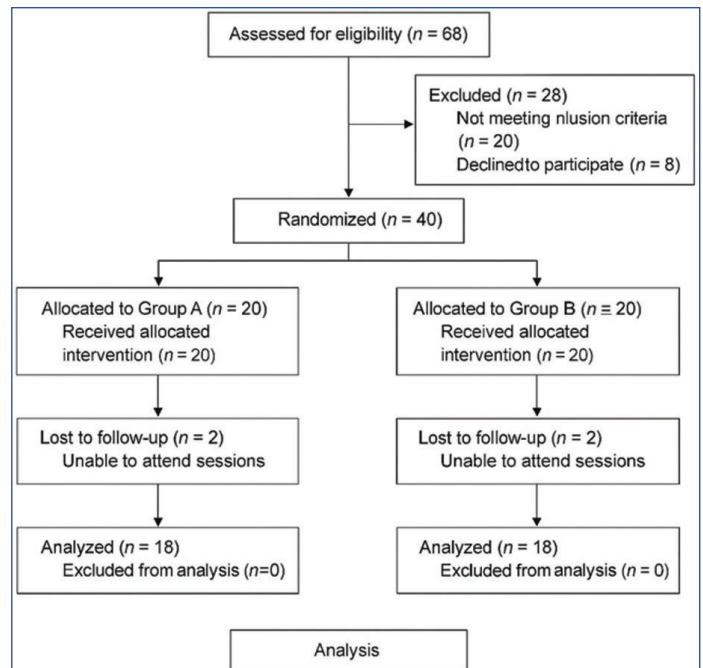 Assessed for eligibility (n = 68)
Excluded (n = 28)
Not meeting nlusion criteria
(n = 20)
Declinedto participate (n = 8)
Randomized (n = 40)
Allocated to Group A (n = 20)
Received allocated
intervention (n = 20)
Allocated to Group B (n ≡ 20)
Received allocated
intervention (n = 20)
Lost to follow-up (n = 2)
Unable to attend sessions
Lost to follow-up (n = 2)
Unable to attend sessions
Analyzed (n = 18)
Excluded from analysis (n=0)
Analyzed (n = 18)
Excluded from analysis (n = 0)
Analysis